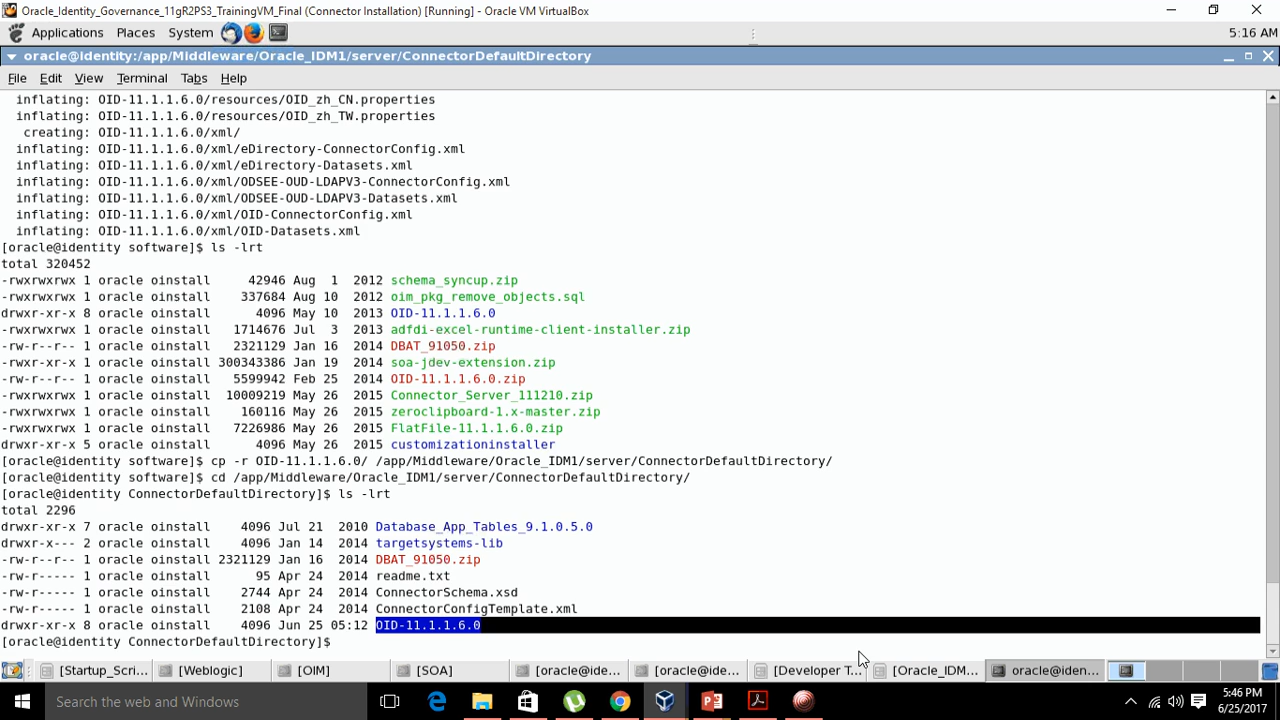 Oracle_Identity_Governance_11gR2PS3_TrainingVM_Final (Connector Installation) [Running] - Oracle VM VirtualBox
Applications Places System 5:16 AM
oracle@identity:/app/Middleware/Oracle_IDM1/server/ConnectorDefaultDirectory
File Edit View Terminal Tabs Help
inflating: OID-11.1.1.6.0/resources/OID_zh_CN.properties
inflating: OID-11.1.1.6.0/resources/OID_zh_TW.properties
creating: OID-11.1.1.6.0/xml/
inflating: OID-11.1.1.6.0/xml/eDirectory-ConnectorConfig.xml
inflating: OID-11.1.1.6.0/xml/eDirectory-Datasets.xml
inflating: OID-11.1.1.6.0/xml/ODSEE-OUD-LDAPV3-ConnectorConfig.xml
inflating: OID-11.1.1.6.0/xml/ODSEE-OUD-LDAPV3-Datasets.xml
inflating: OID-11.1.1.6.0/xml/OID-ConnectorConfig.xml
inflating: OID-11.1.1.6.0/xml/OID-Datasets.xml
[oracle@identity software]$ ls -lrt
total 320452
-rwxrwxrwx 1 oracle oinstall 42946 Aug 1 2012 schema_syncup.zip
-rwxrwxrwx 1 oracle oinstall 337684 Aug 10 2012 oim_pkg_remove_objects.sql
drwxr-xr-x 8 oracle oinstall 4096 May 10 2013 OID-11.1.1.6.0
-rwxrwxrwx 1 oracle oinstall 1714676 Jul 3 2013 adfdi-excel-runtime-client-installer.zip
-rw-r--r-- 1 oracle oinstall 2321129 Jan 16 2014 DBAT_91050.zip
-rwxr-xr-x 1 oracle oinstall 300343386 Jan 19 2014 soa-jdev-extension.zip
-rw-r--r-- 1 oracle oinstall 5599942 Feb 25 2014 OID-11.1.1.6.0.zip
-rwxrwxrwx 1 oracle oinstall 10009219 May 26 2015 Connector_Server_111210.zip
-rwxrwxrwx 1 oracle oinstall 160116 May 26 2015 zeroclipboard-1.x-master.zip
-rwxrwxrwx 1 oracle oinstall 7226986 May 26 2015 FlatFile-11.1.1.6.0.zip
drwxr-xr-x 5 oracle oinstall 4096 May 26 2015 customizationinstaller
[oracle@identity software]$ cp -r OID-11.1.1.6.0/ /app/Middleware/Oracle_IDM1/server/ConnectorDefaultDirectory/
[oracle@identity software]$ cd /app/Middleware/Oracle_IDM1/server/ConnectorDefaultDirectory/
[oracle@identity ConnectorDefaultDirectory]$ ls -lrt
total 2296
drwxr-xr-x 7 oracle oinstall 4096 Jul 21 2010 Database_App_Tables_9.1.0.5.0
drwxr-x--- 2 oracle oinstall 4096 Jan 14 2014 targetsystems-lib
-rw-r--r-- 1 oracle oinstall 2321129 Jan 16 2014 DBAT_91050.zip
-rw-r----- 1 oracle oinstall 95 Apr 24 2014 readme.txt
-rw-r----- 1 oracle oinstall 2744 Apr 24 2014 ConnectorSchema.xsd
-rw-r----- 1 oracle oinstall 2108 Apr 24 2014 ConnectorConfigTemplate.xml
drwxr-xr-x 8 oracle oinstall 4096 Jun 25 05:12 OID-11.1.1.6.0
[oracle@identity ConnectorDefaultDirectory]$
[Startup_Scri... [Weblogic] [OIM] [SOA] [oracle@ide... [oracle@ide... [Developer T... [Oracle_IDM... oracle@iden...
Search the web and Windows
5:46 PM
6/25/2017